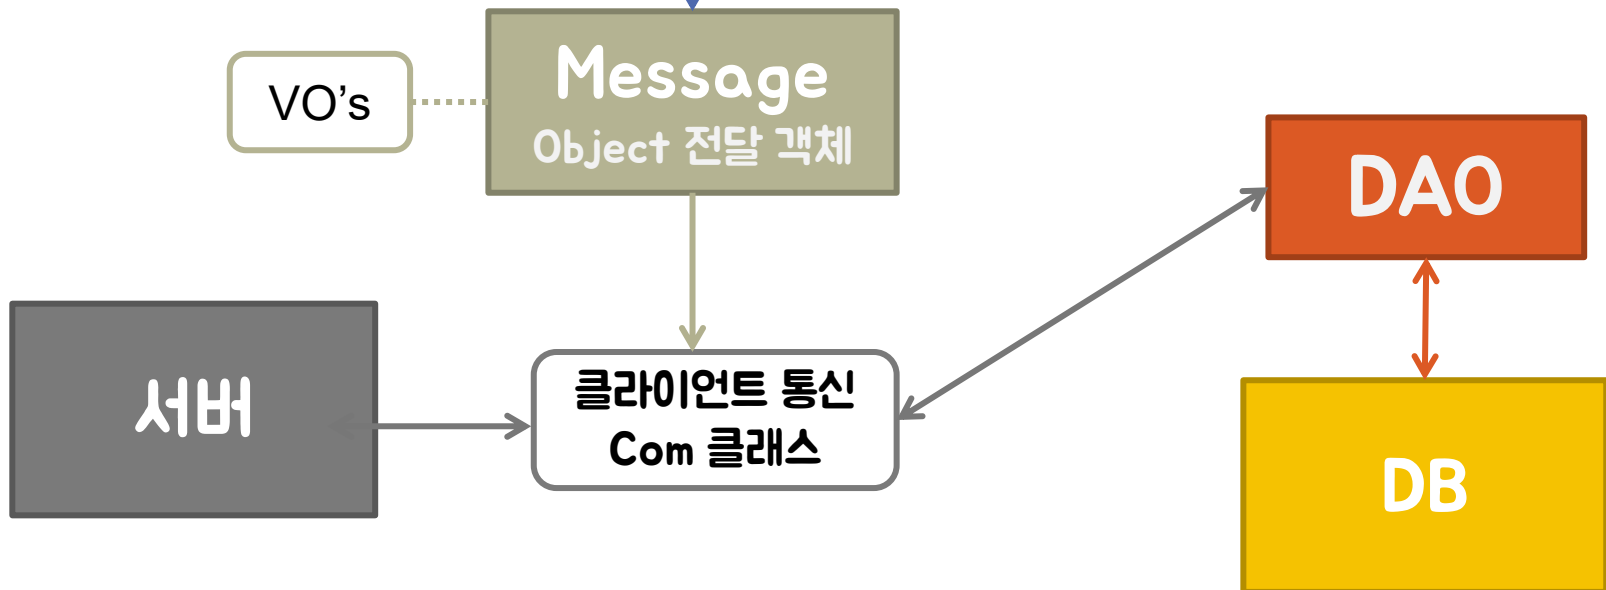 VO’s
Message
Object 전달 객체
DAO
서버
클라이언트 통신
Com 클래스
DB